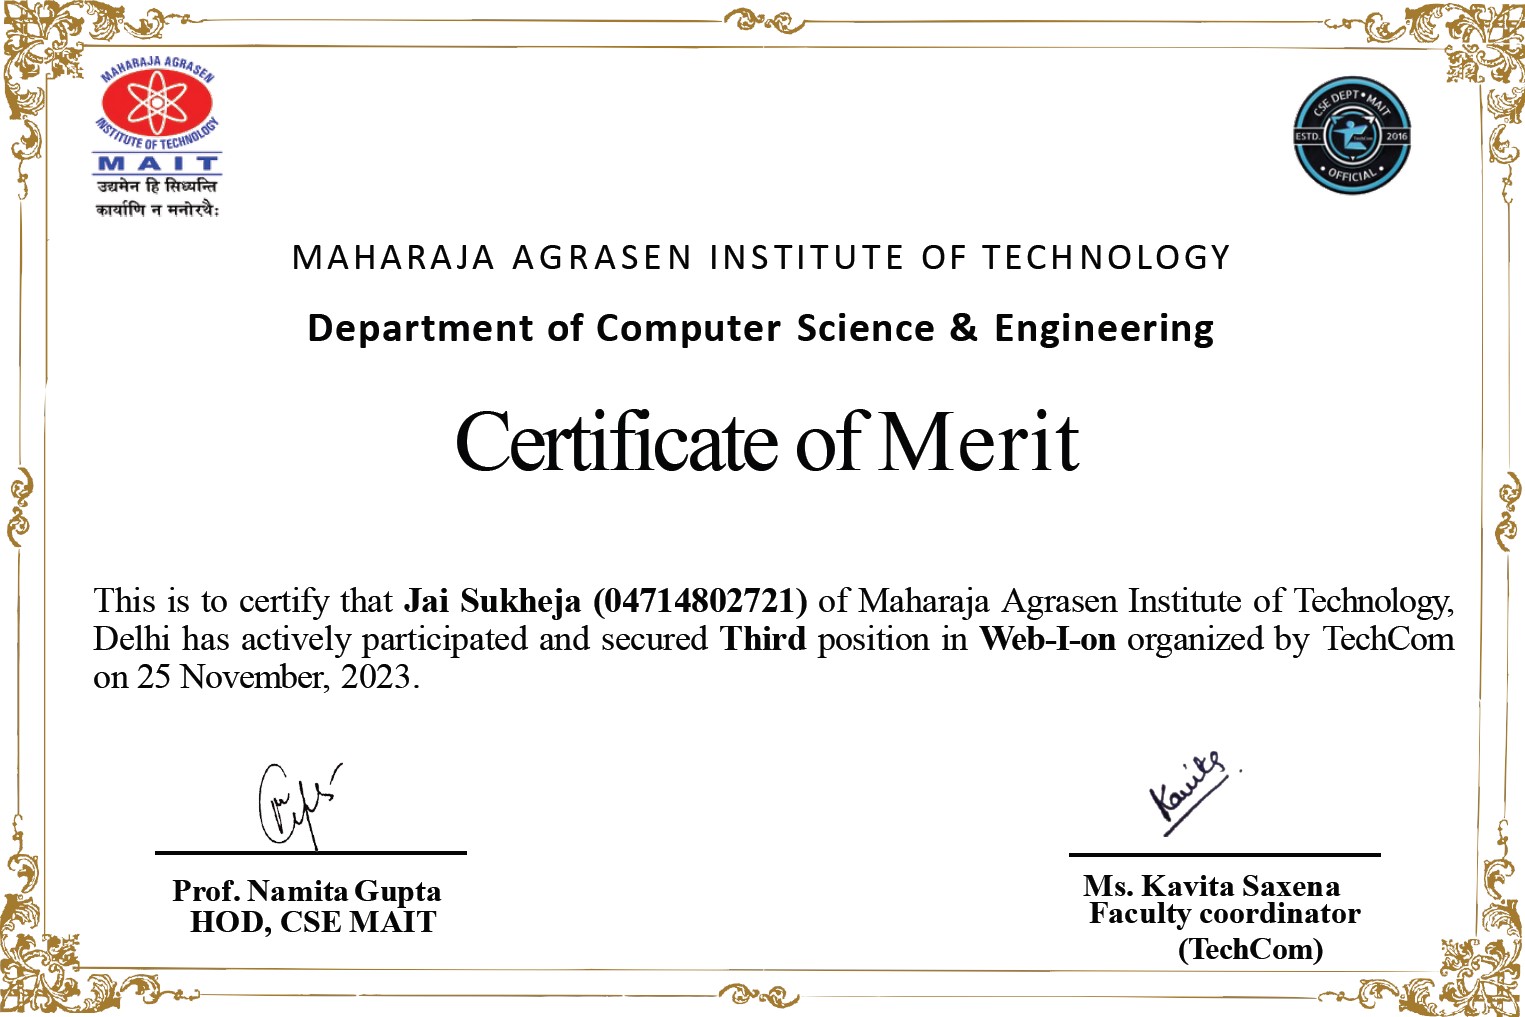 MAHARAJA AGRASEN
INSTITUTE OF TECHNOLOGY
MAIT
उद्यमेन हि सिध्यन्ति
कार्याणि न मनोरथैः
CSE DEPT • MAIT
ESTD. 2016
• OFFICIAL •
MAHARAJA AGRASEN INSTITUTE OF TECHNOLOGY
Department of Computer Science & Engineering
Certificate of Merit
This is to certify that Jai Sukheja (04714802721) of Maharaja Agrasen Institute of Technology,
Delhi has actively participated and secured Third position in Web-I-on organized by TechCom
on 25 November, 2023.
Kavita
Prof. Namita Gupta
HOD, CSE MAIT
Ms. Kavita Saxena
Faculty coordinator
(TechCom)